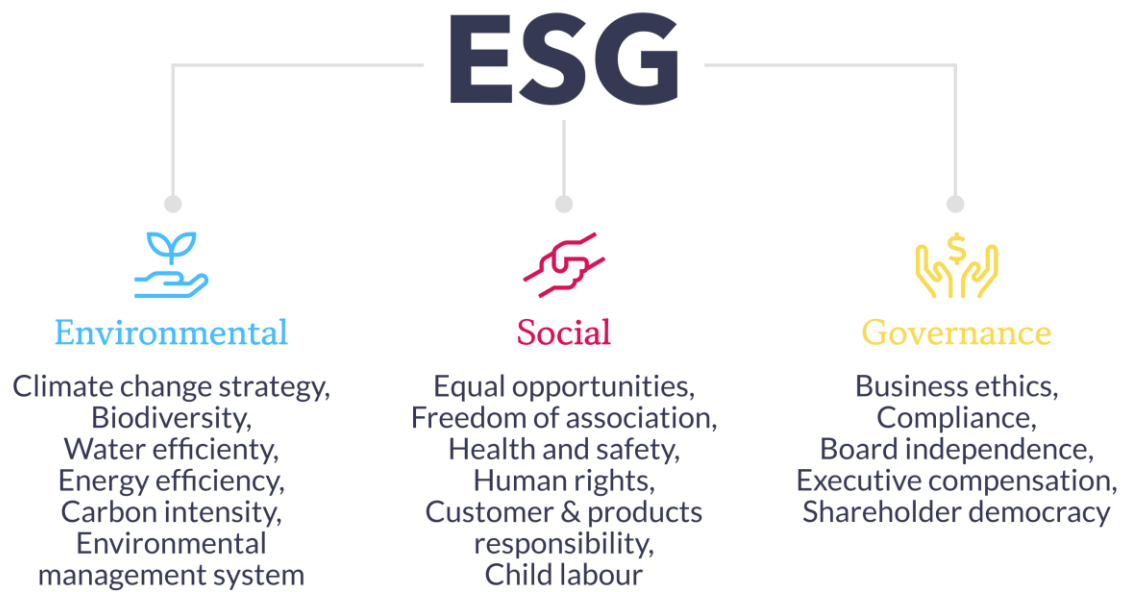 ESG
Environmental
Climate change strategy,
Biodiversity,
Water efficienty,
Energy efficiency,
Carbon intensity,
Environmental
management system
Social
Equal opportunities,
Freedom of association,
Health and safety,
Human rights,
Customer & products
responsibility,
Child labour
$
Governance
Business ethics,
Compliance,
Board independence,
Executive compensation,
Shareholder democracy